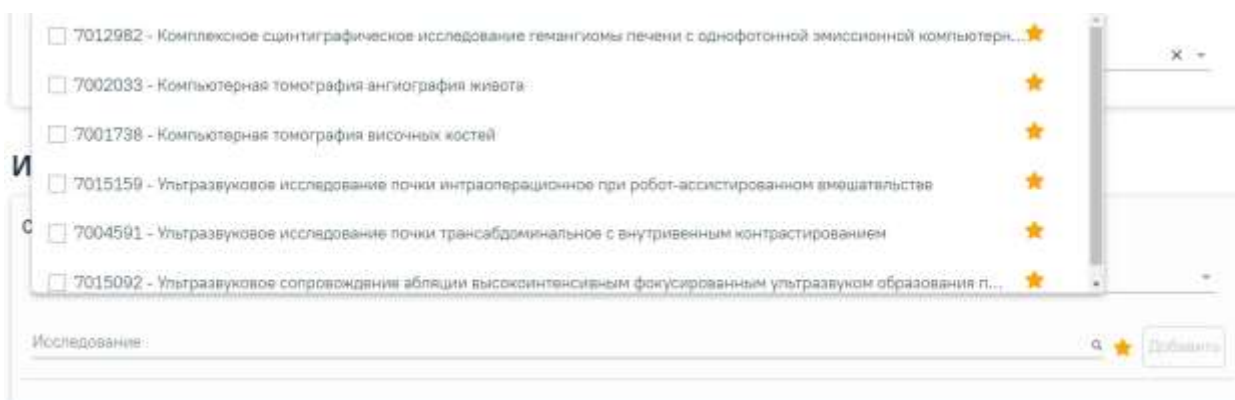 7012982 - Комплексное сцинтиграфическое исследование гемангиомы печени с однофотонной эмиссионной компьютерн...
7002033 - Компьютерная томография ангиография живота
7001738 - Компьютерная томография височных костей
И
7015159 - Ультразвуковое исследование почки интраоперационное при робот-ассистированном вмешательстве
7004591 - Ультразвуковое исследование почки трансабдоминальное с внутривенным контрастированием
7015092 - Ультразвуковое сопровождение абляции высокоинтенсивным фокусированным ультразвуком образования п...
Исследование
Добавить